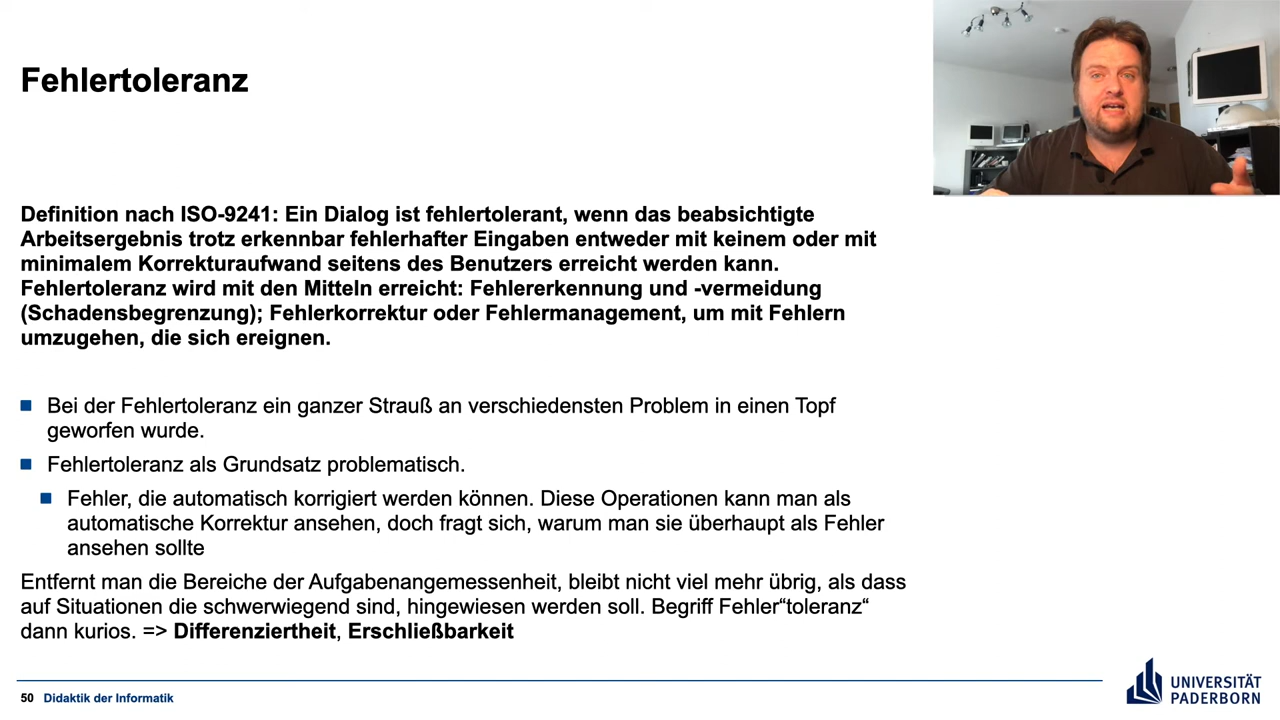 Fehlertoleranz
Definition nach ISO-9241: Ein Dialog ist fehlertolerant, wenn das beabsichtigte
Arbeitsergebnis trotz erkennbar fehlerhafter Eingaben entweder mit keinem oder mit
minimalem Korrekturaufwand seitens des Benutzers erreicht werden kann.
Fehlertoleranz wird mit den Mitteln erreicht: Fehlererkennung und -vermeidung
(Schadensbegrenzung); Fehlerkorrektur oder Fehlermanagement, um mit Fehlern
umzugehen, die sich ereignen.
Bei der Fehlertoleranz ein ganzer Strauß an verschiedensten Problem in einen Topf
geworfen wurde.
Fehlertoleranz als Grundsatz problematisch.
Fehler, die automatisch korrigiert werden können. Diese Operationen kann man als
automatische Korrektur ansehen, doch fragt sich, warum man sie überhaupt als Fehler
ansehen sollte
Entfernt man die Bereiche der Aufgabenangemessenheit, bleibt nicht viel mehr übrig, als dass
auf Situationen die schwerwiegend sind, hingewiesen werden soll. Begriff Fehler“toleranz“
dann kurios. => Differenziertheit, Erschließbarkeit
50 Didaktik der Informatik
UNIVERSITÄT
PADERBORN